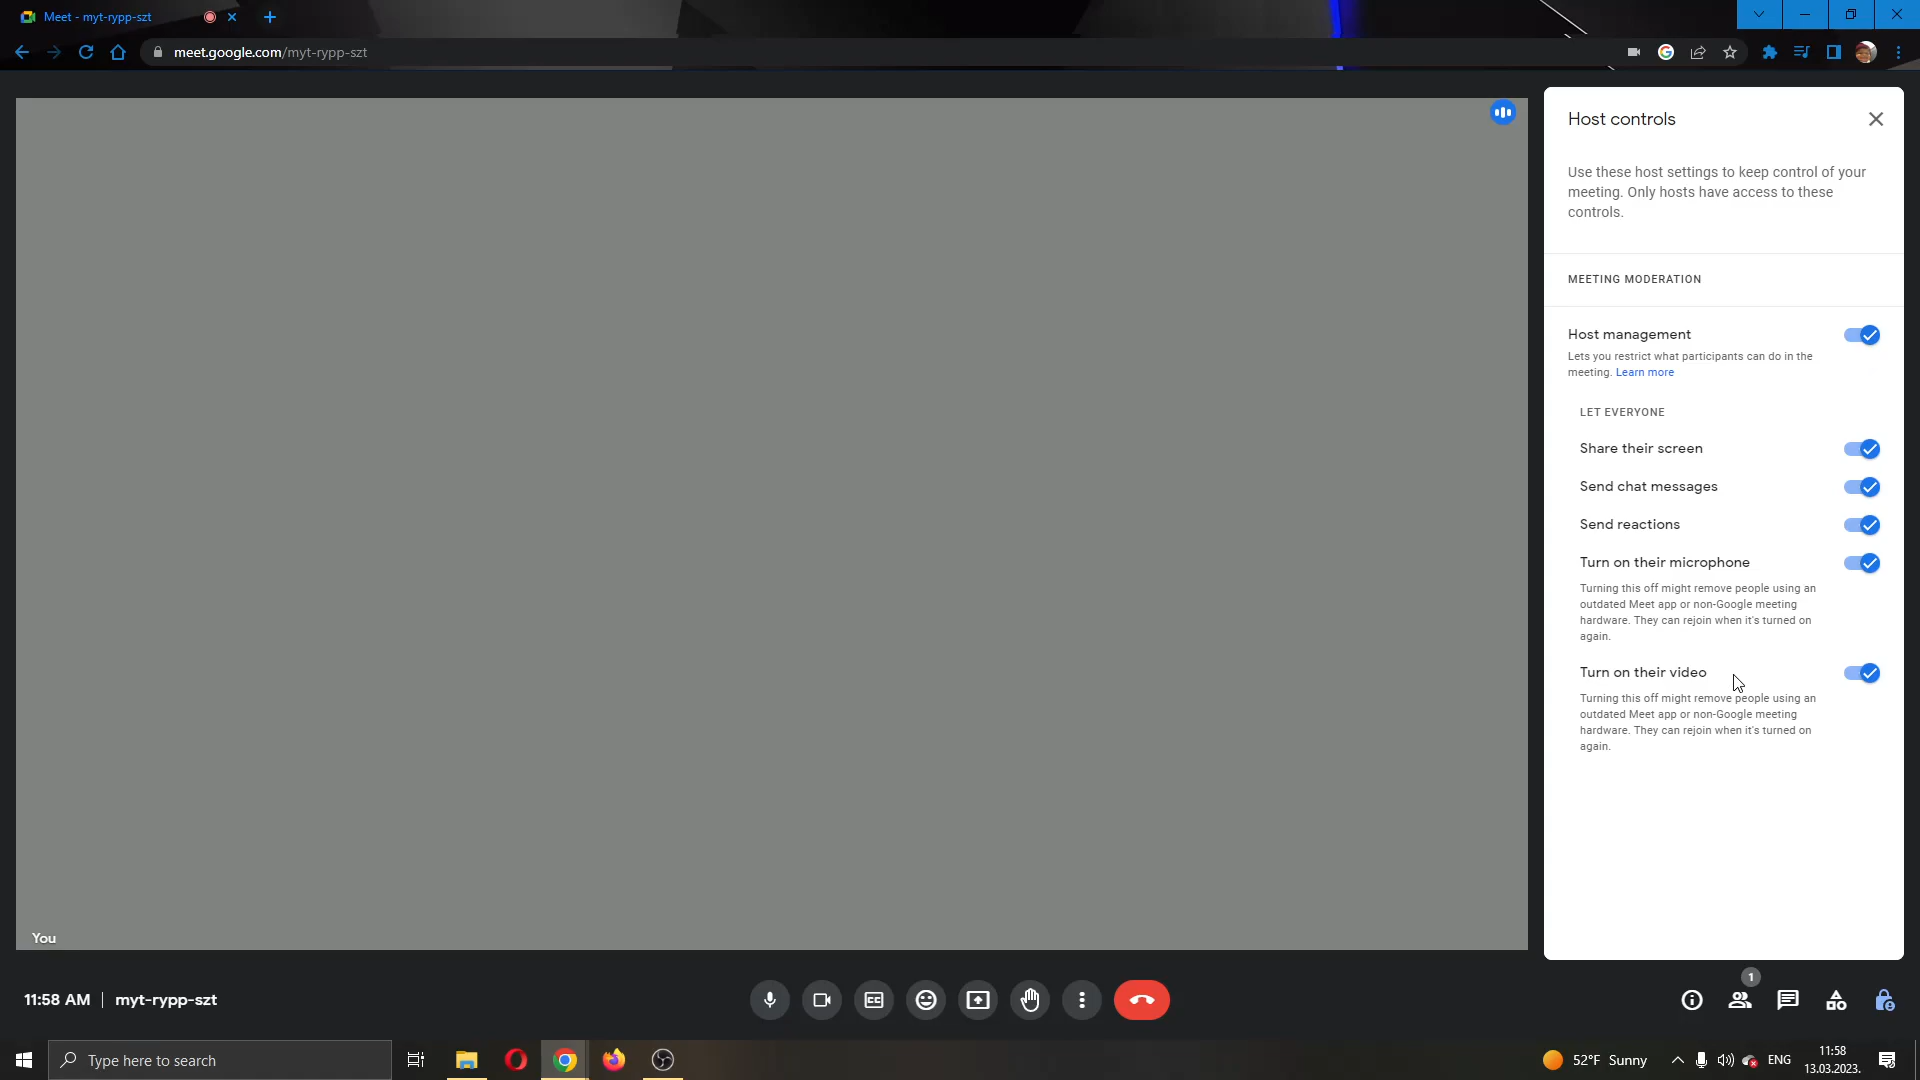 Meet - myt-rypp-szt
meet.google.com/myt-rypp-szt
Host controls
Use these host settings to keep control of your
meeting. Only hosts have access to these
controls.
MEETING MODERATION
Host management
Lets you restrict what participants can do in the
meeting. Learn more
LET EVERYONE
Share their screen
Send chat messages
Send reactions
Turn on their microphone
Turning this off might remove people using an
outdated Meet app or non-Google meeting
hardware. They can rejoin when it's turned on
again.
Turn on their video
Turning this off might remove people using an
outdated Meet app or non-Google meeting
hardware. They can rejoin when it's turned on
again.
You
11:58 AM | myt-rypp-szt
CC
1
Type here to search
52°F Sunny
ENG
11:58
13.03.2023.